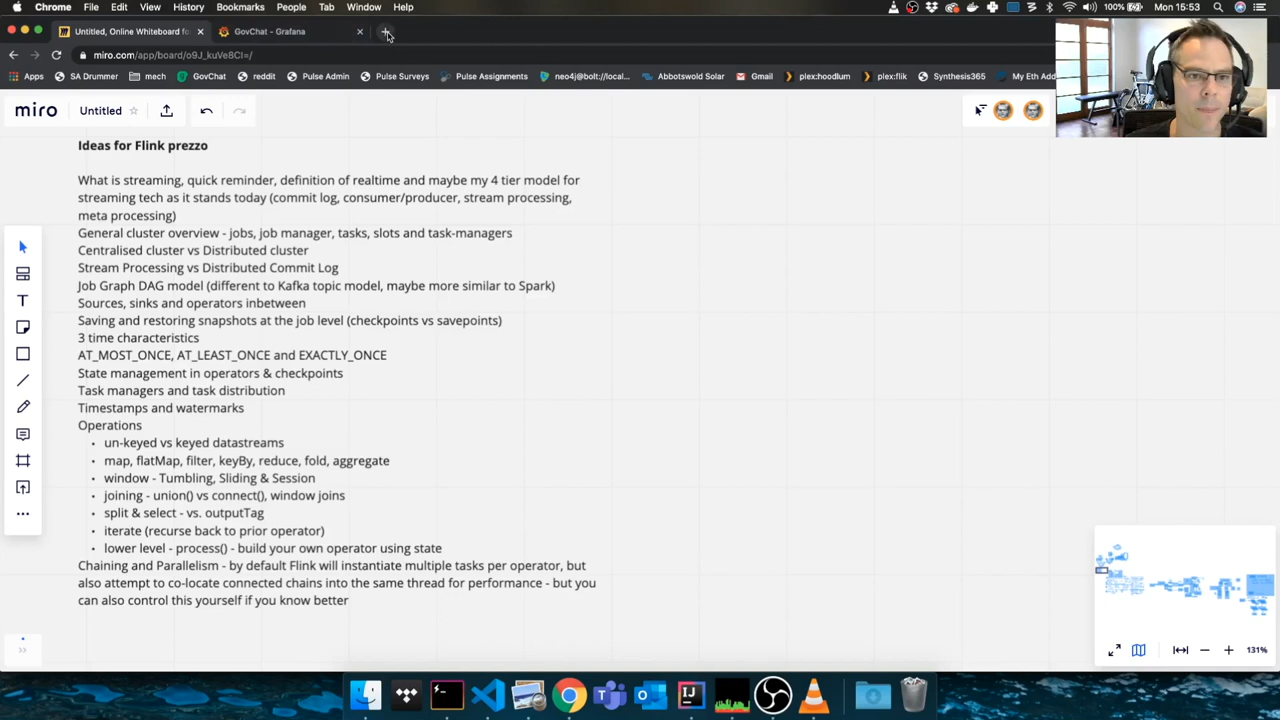 Chrome File Edit View History Bookmarks People Tab Window Help
100% Mon 15:53
Untitled, Online Whiteboard fo
GovChat - Grafana
miro.com/app/board/o9J_kuVe8CI=/
Apps SA Drummer mech GovChat reddit Pulse Admin Pulse Surveys Pulse Assignments neo4j@bolt://local... Abbotswold Solar Gmail plex:hoodlum plex:flik Synthesis365 My Eth Add
miro Untitled
Ideas for Flink prezzo
What is streaming, quick reminder, definition of realtime and maybe my 4 tier model for
streaming tech as it stands today (commit log, consumer/producer, stream processing,
meta processing)
General cluster overview - jobs, job manager, tasks, slots and task-managers
Centralised cluster vs Distributed cluster
Stream Processing vs Distributed Commit Log
Job Graph DAG model (different to Kafka topic model, maybe more similar to Spark)
Sources, sinks and operators inbetween
Saving and restoring snapshots at the job level (checkpoints vs savepoints)
3 time characteristics
AT_MOST_ONCE, AT_LEAST_ONCE and EXACTLY_ONCE
State management in operators & checkpoints
Task managers and task distribution
Timestamps and watermarks
Operations
• un-keyed vs keyed datastreams
• map, flatMap, filter, keyBy, reduce, fold, aggregate
• window - Tumbling, Sliding & Session
• joining - union() vs connect(), window joins
• split & select - vs. outputTag
• iterate (recurse back to prior operator)
• lower level - process() - build your own operator using state
Chaining and Parallelism - by default Flink will instantiate multiple tasks per operator, but
also attempt to co-locate connected chains into the same thread for performance - but you
can also control this yourself if you know better
131%